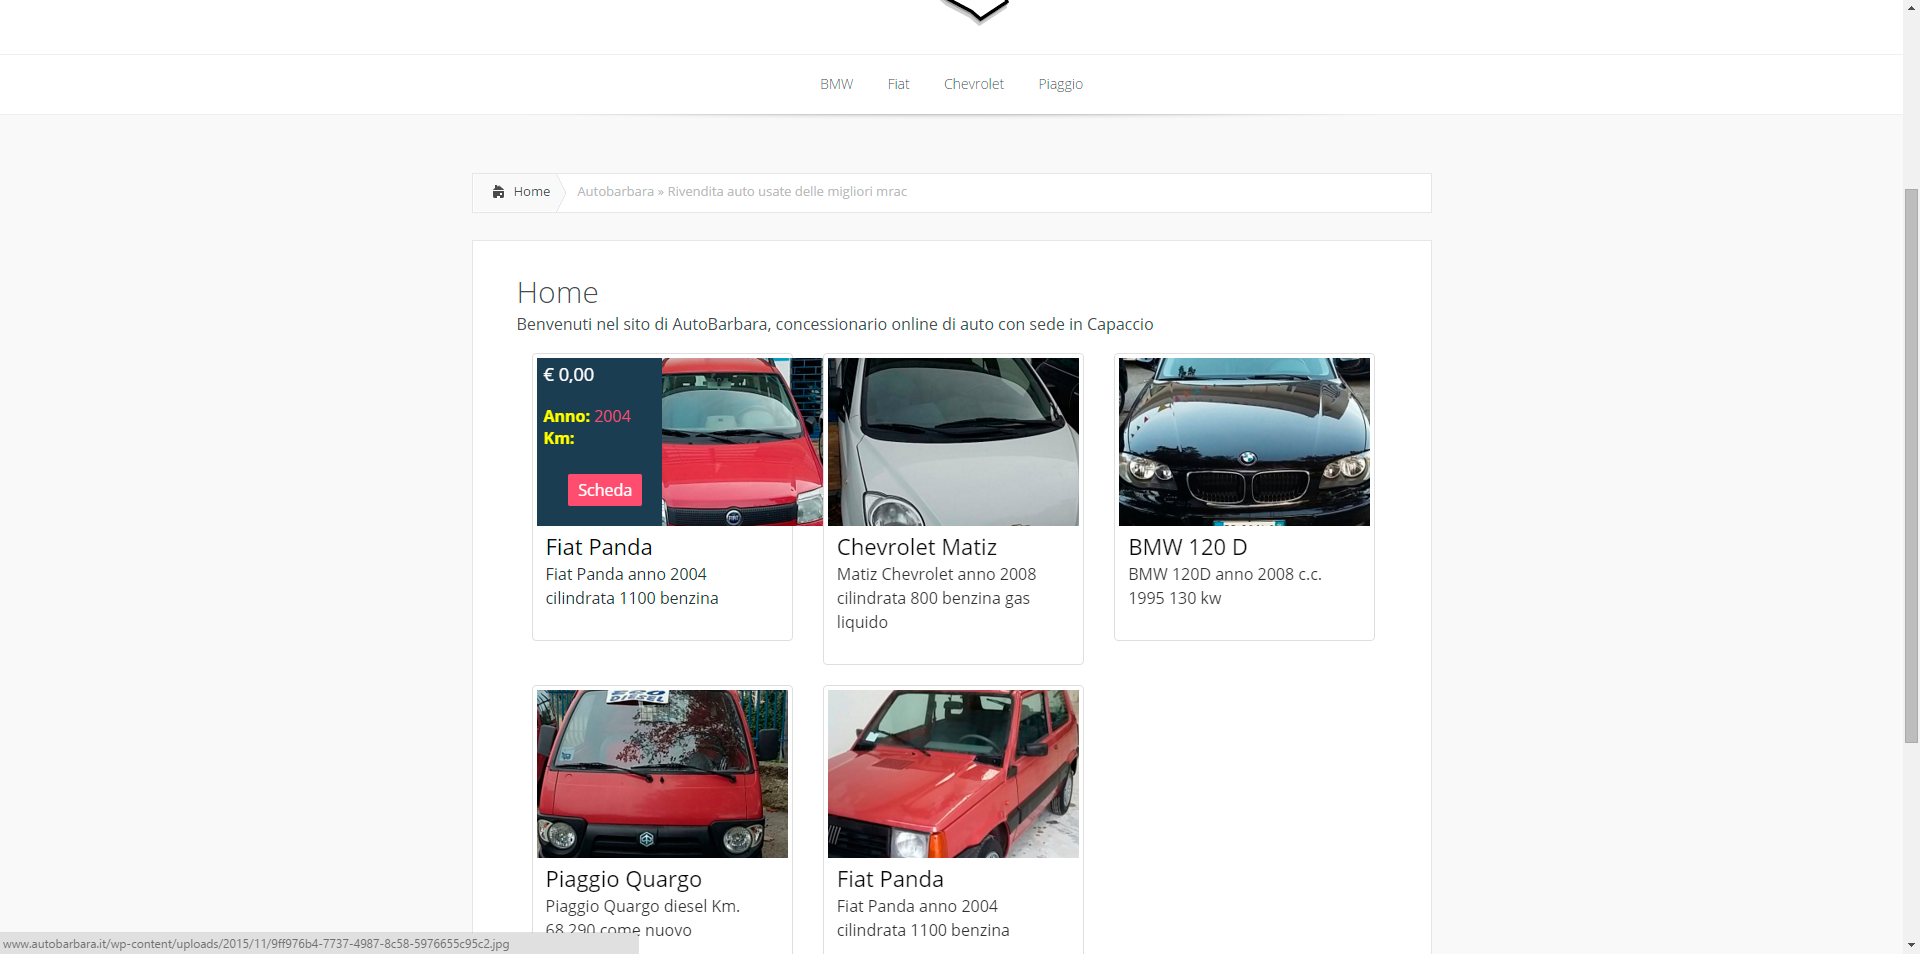 BMW Fiat Chevrolet Piaggio
Home Autobarbara » Rivendita auto usate delle migliori mrac
Home
Benvenuti nel sito di AutoBarbara, concessionario online di auto con sede in Capaccio
€ 0,00
Anno: 2004
Km:
Scheda
FIAT
Fiat Panda
Fiat Panda anno 2004
cilindrata 1100 benzina
Chevrolet Matiz
Matiz Chevrolet anno 2008
cilindrata 800 benzina gas
liquido
BMW 120 D
BMW 120D anno 2008 c.c.
1995 130 kw
DIESEL
Piaggio Quargo
Piaggio Quargo diesel Km.
68.290 come nuovo
Fiat Panda
Fiat Panda anno 2004
cilindrata 1100 benzina
www.autobarbara.it/wp-content/uploads/2015/11/9ff976b4-7737-4987-8c58-5976655c95c2.jpg